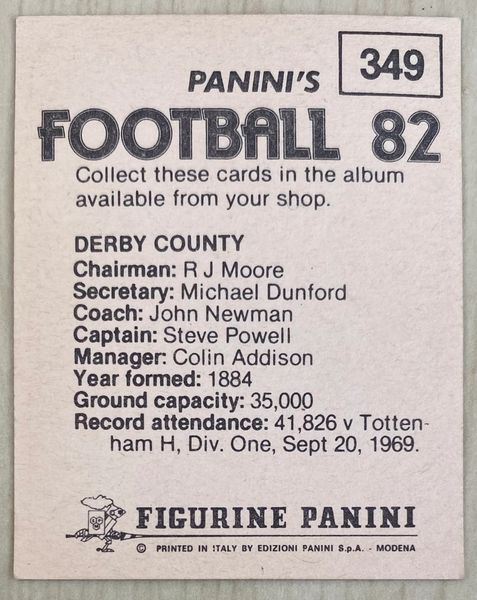 349
PANINI'S
FOOTBALL 82
Collect these cards in the album
available from your shop.
DERBY COUNTY
Chairman: R J Moore
Secretary: Michael Dunford
Coach: John Newman
Captain: Steve Powell
Manager: Colin Addison
Year formed: 1884
Ground capacity: 35,000
Record attendance: 41,826 v Totten-
ham H, Div. One, Sept 20, 1969.
FIGURINE PANINI
© PRINTED IN ITALY BY EDIZIONI PANINI S.p.A. - MODENA